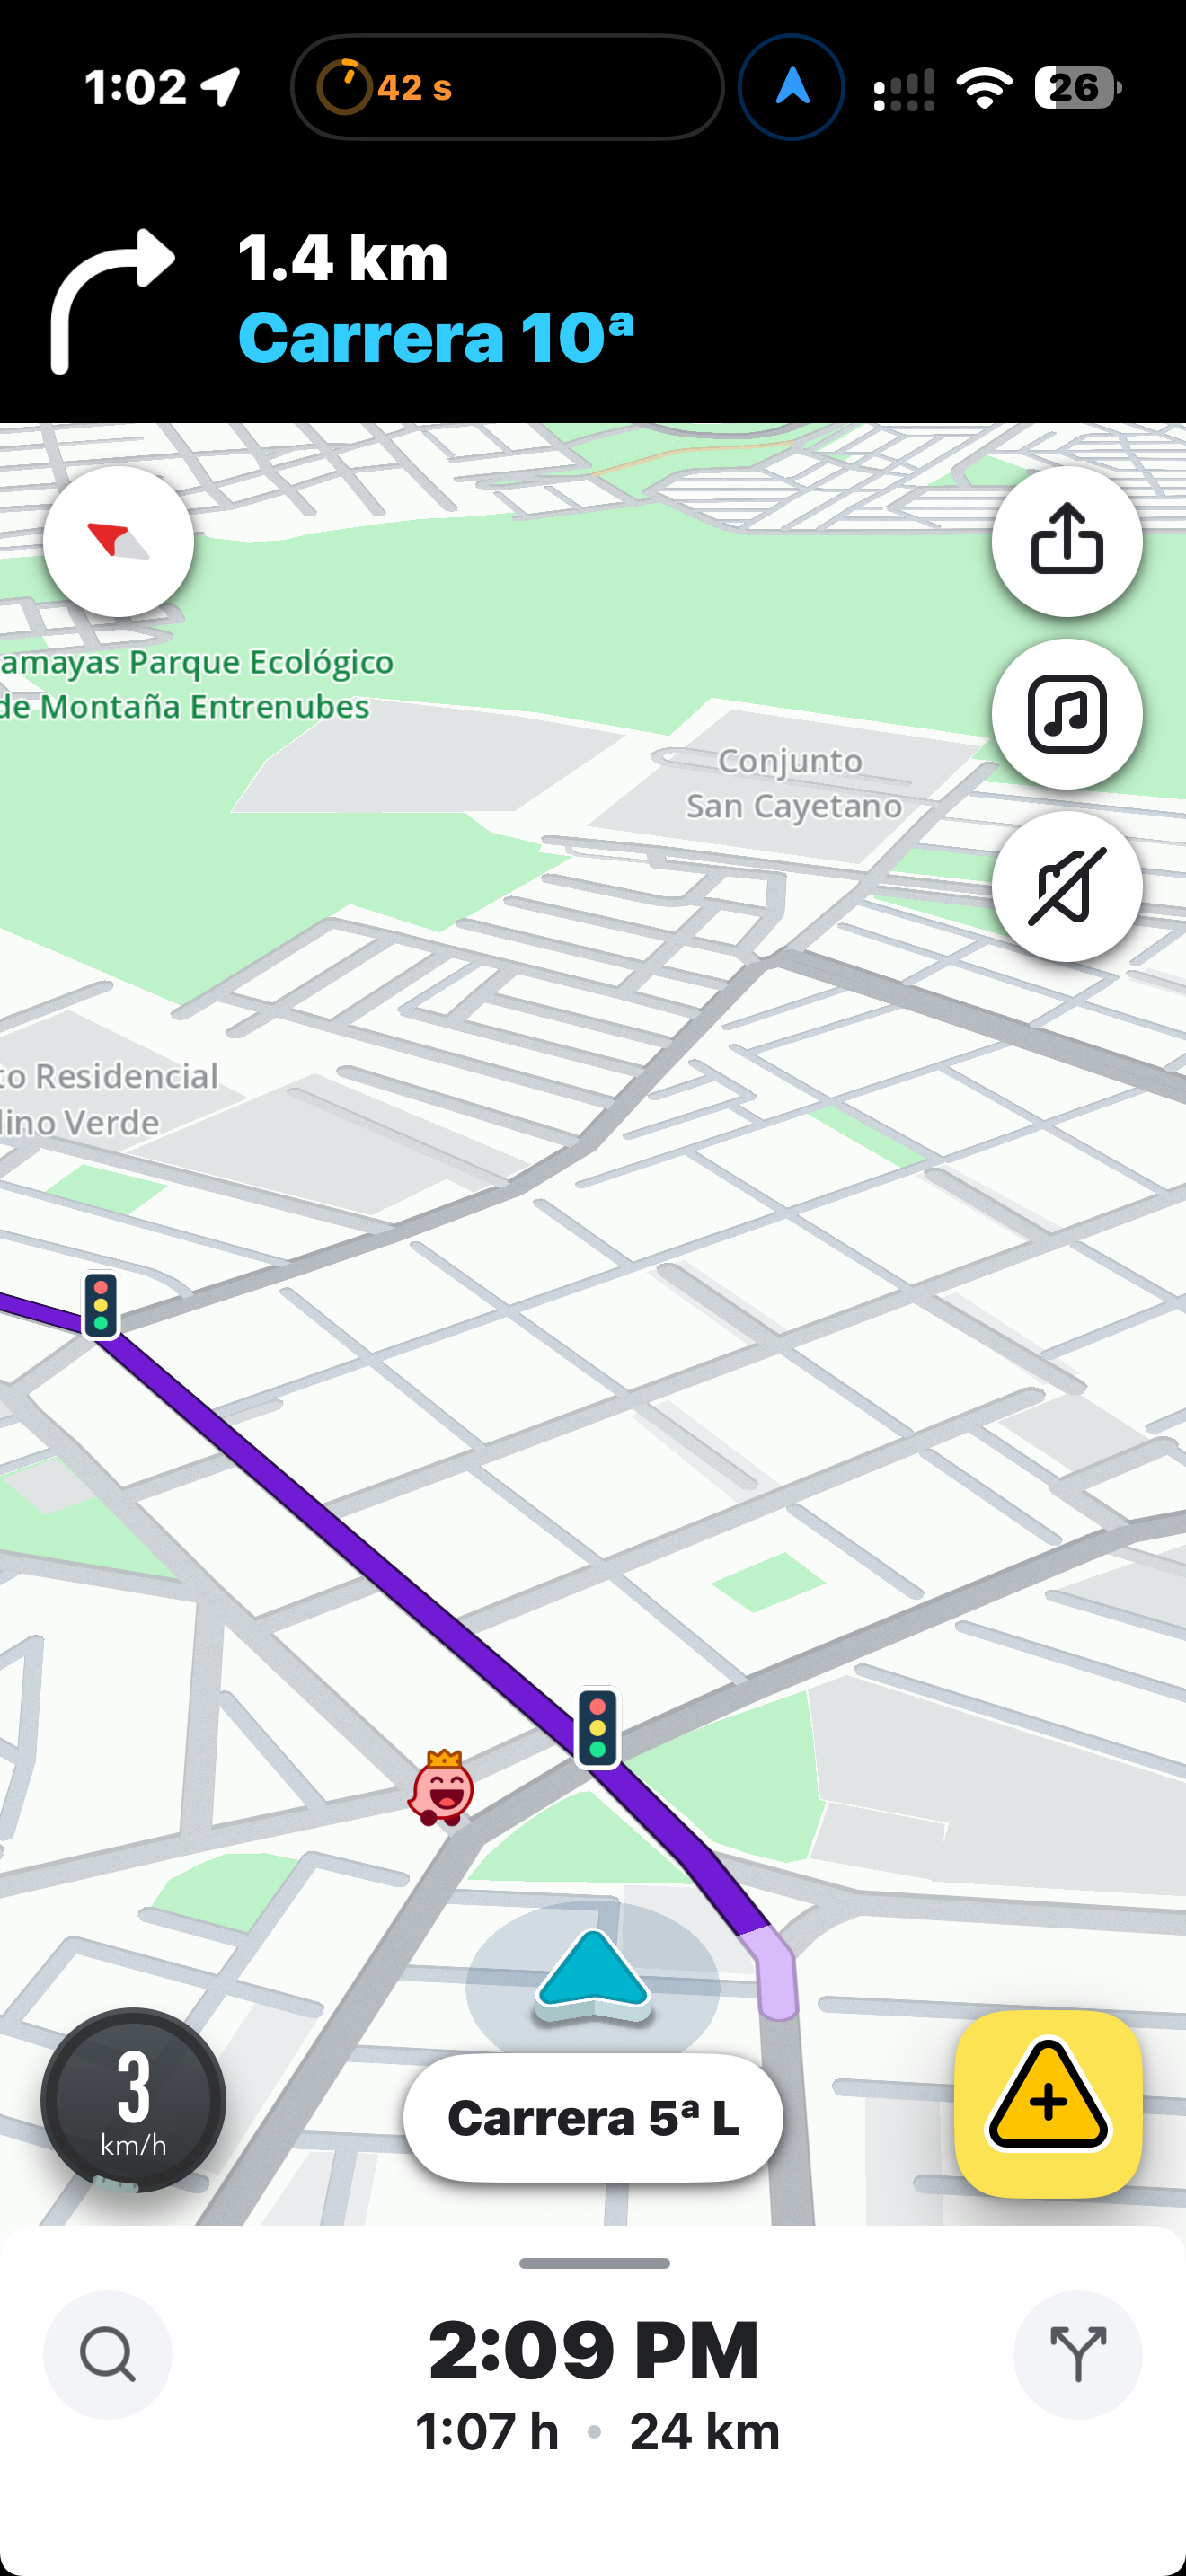 1:02
42 s
26
1.4 km
Carrera 10ª
amayas Parque Ecológico
de Montaña Entrenubes
Conjunto
San Cayetano
to Residencial
lino Verde
3
km/h
Carrera 5ª L
2:09 PM
1:07 h • 24 km